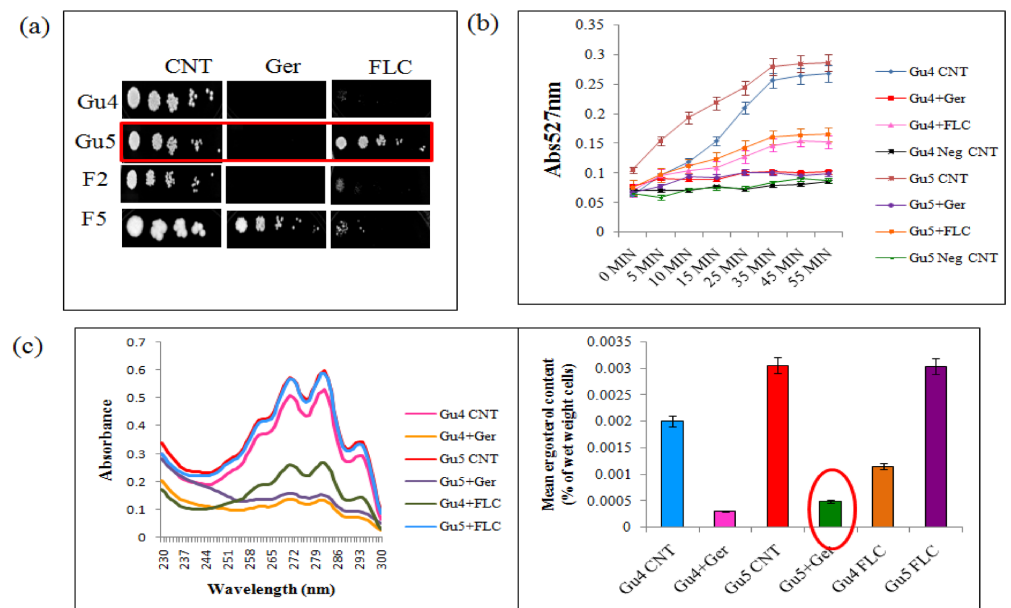 (a)
CNT Ger FLC
Gu4
Gu5
F2
F5
(b)
Abs527nm
0.35
0.3
0.25
0.2
0.15
0.1
0.05
0
0 MIN 5 MIN 10 MIN 15 MIN 25 MIN 35 MIN 45 MIN 55 MIN
Gu4 CNT
Gu4+Ger
Gu4+FLC
Gu4 Neg CNT
Gu5 CNT
Gu5+Ger
Gu5+FLC
Gu5 Neg CNT
(c)
Absorbance
0.7
0.6
0.5
0.4
0.3
0.2
0.1
0
230 237 244 251 258 265 272 279 286 293 300
Wavelength (nm)
Gu4 CNT
Gu4+Ger
Gu5 CNT
Gu5+Ger
Gu4+FLC
Gu5+FLC
Mean ergosterol content
(% of wet weight cells)
0.0035
0.003
0.0025
0.002
0.0015
0.001
0.0005
0
Gu4 CNT Gu4+Ger Gu5 CNT Gu5+Ger Gu4 FLC Gu5 FLC